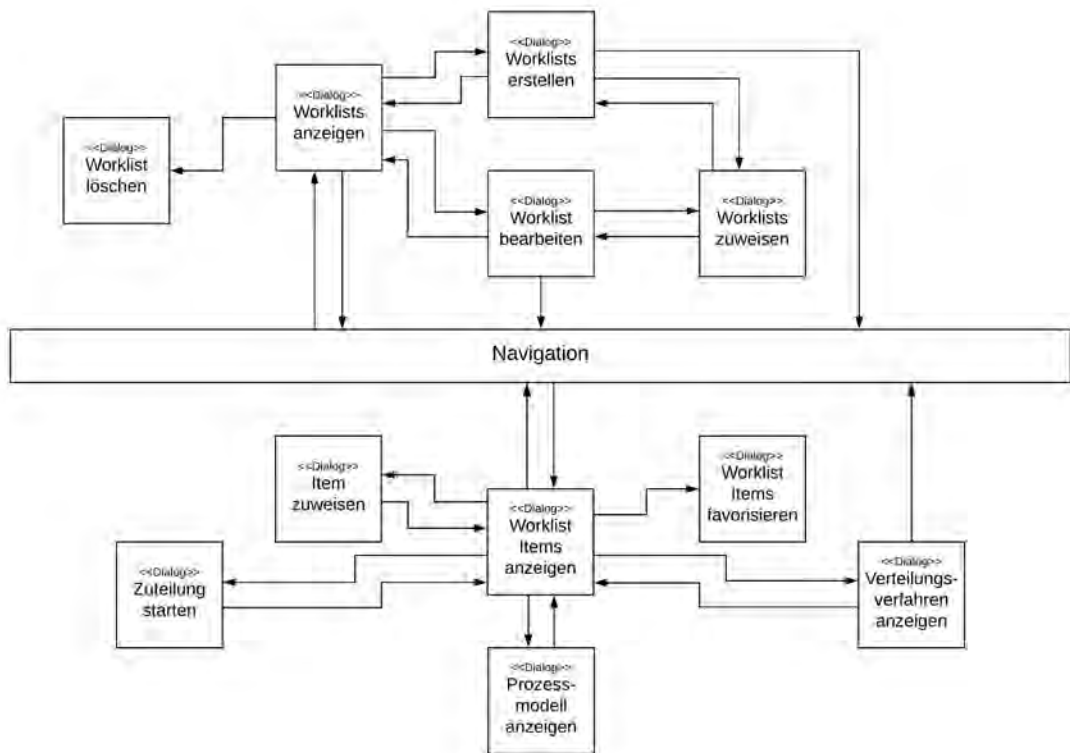 <<Dialog>>
Worklists
erstellen
<<Dialog>>
Worklists
anzeigen
<<Dialog>>
Worklist
löschen
<<Dialog>>
Worklist
bearbeiten
<<Dialog>>
Worklists
zuweisen
Navigation
<<Dialog>>
Item
zuweisen
<<Dialog>>
Worklist
Items
favorisieren
<<Dialog>>
Worklist
Items
anzeigen
<<Dialog>>
Zuteilung
starten
<<Dialog>>
Verteilungs-
verfahren
anzeigen
<<Dialog>>
Prozess-
modell
anzeigen